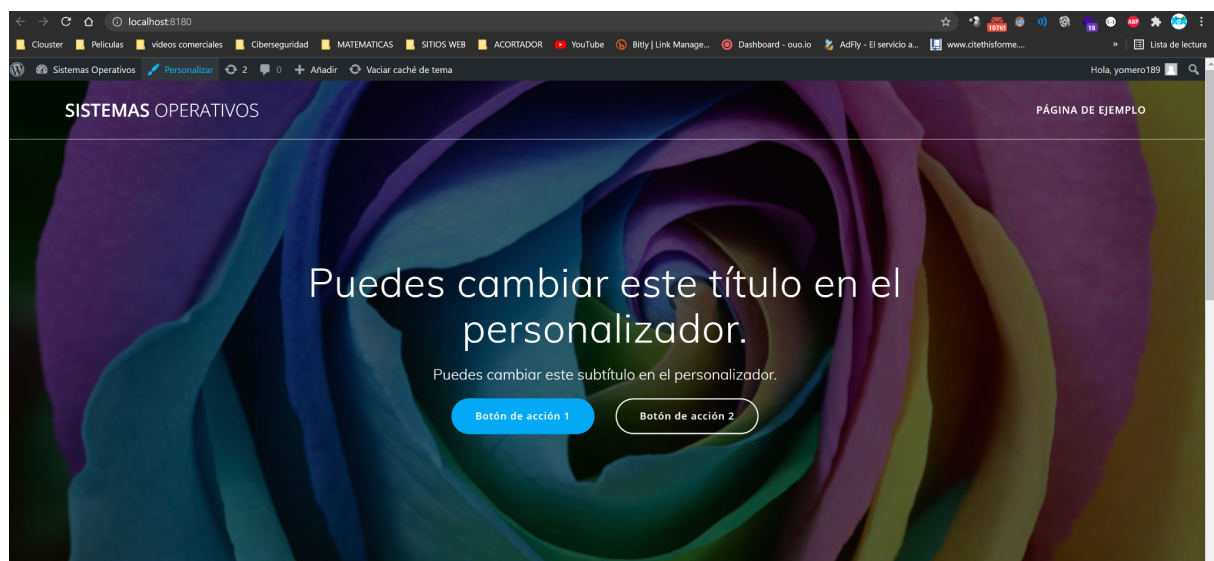 localhost:8180
10765
18
ABP
Clouster Peliculas videos comerciales Ciberseguridad MATEMATICAS SITIOS WEB ACORTADOR YouTube Bitly | Link Manage... Dashboard - ouo.io AdFly - El servicio a... www.citethisforme.... » Lista de lectura
Sistemas Operativos Personalizar 2 0 + Añadir Vaciar caché de tema Hola, yomero189
SISTEMAS OPERATIVOS PÁGINA DE EJEMPLO
Puedes cambiar este título en el
personalizador.
Puedes cambiar este subtítulo en el personalizador.
Botón de acción 1 Botón de acción 2